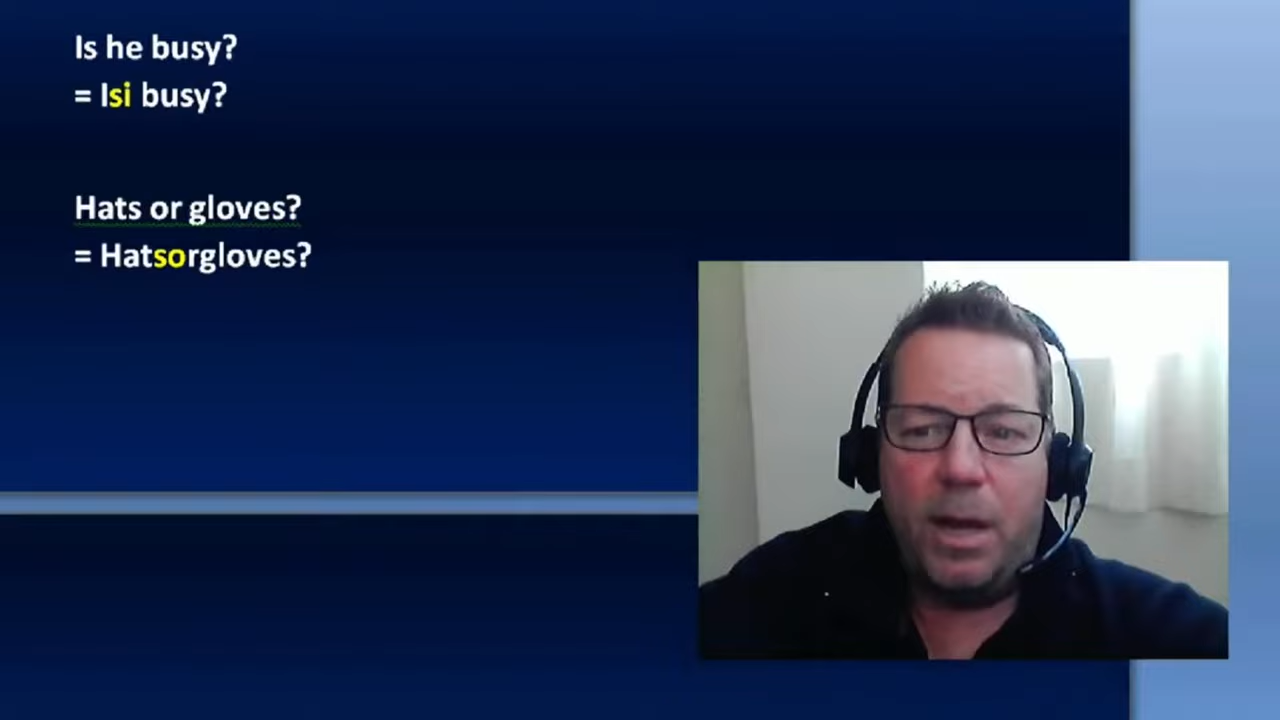 Is he busy?
= Isi busy?
Hats or gloves?
= Hatsorgloves?